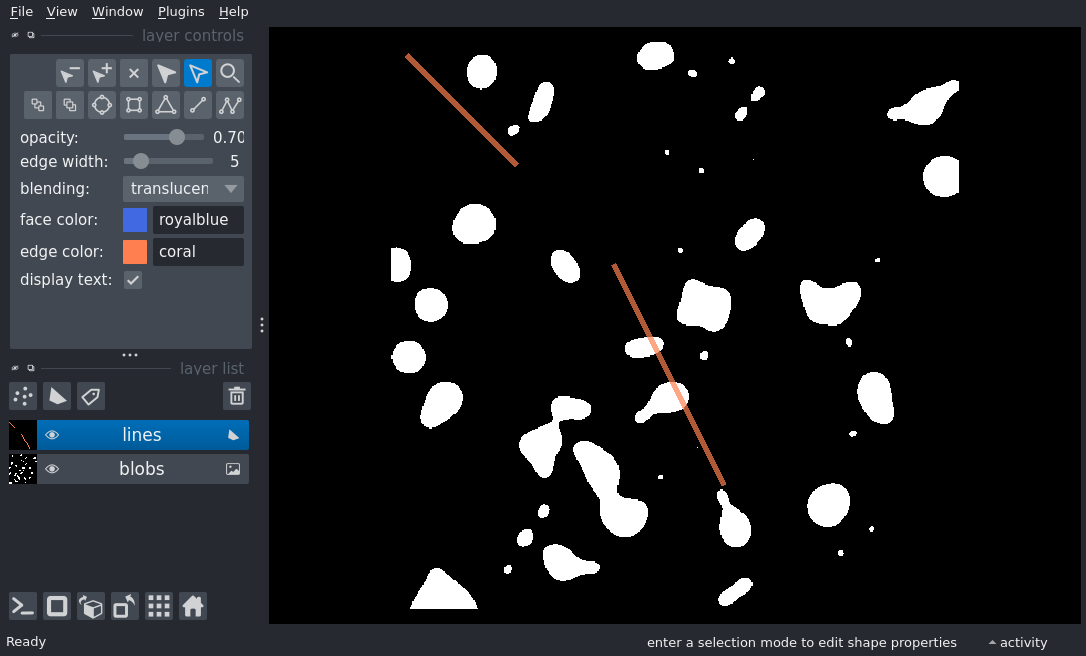 File View Window Plugins Help
layer controls
opacity: 0.70
edge width: 5
blending: translucen
face color: royalblue
edge color: coral
display text:
layer list
lines
blobs
Ready
enter a selection mode to edit shape properties
activity